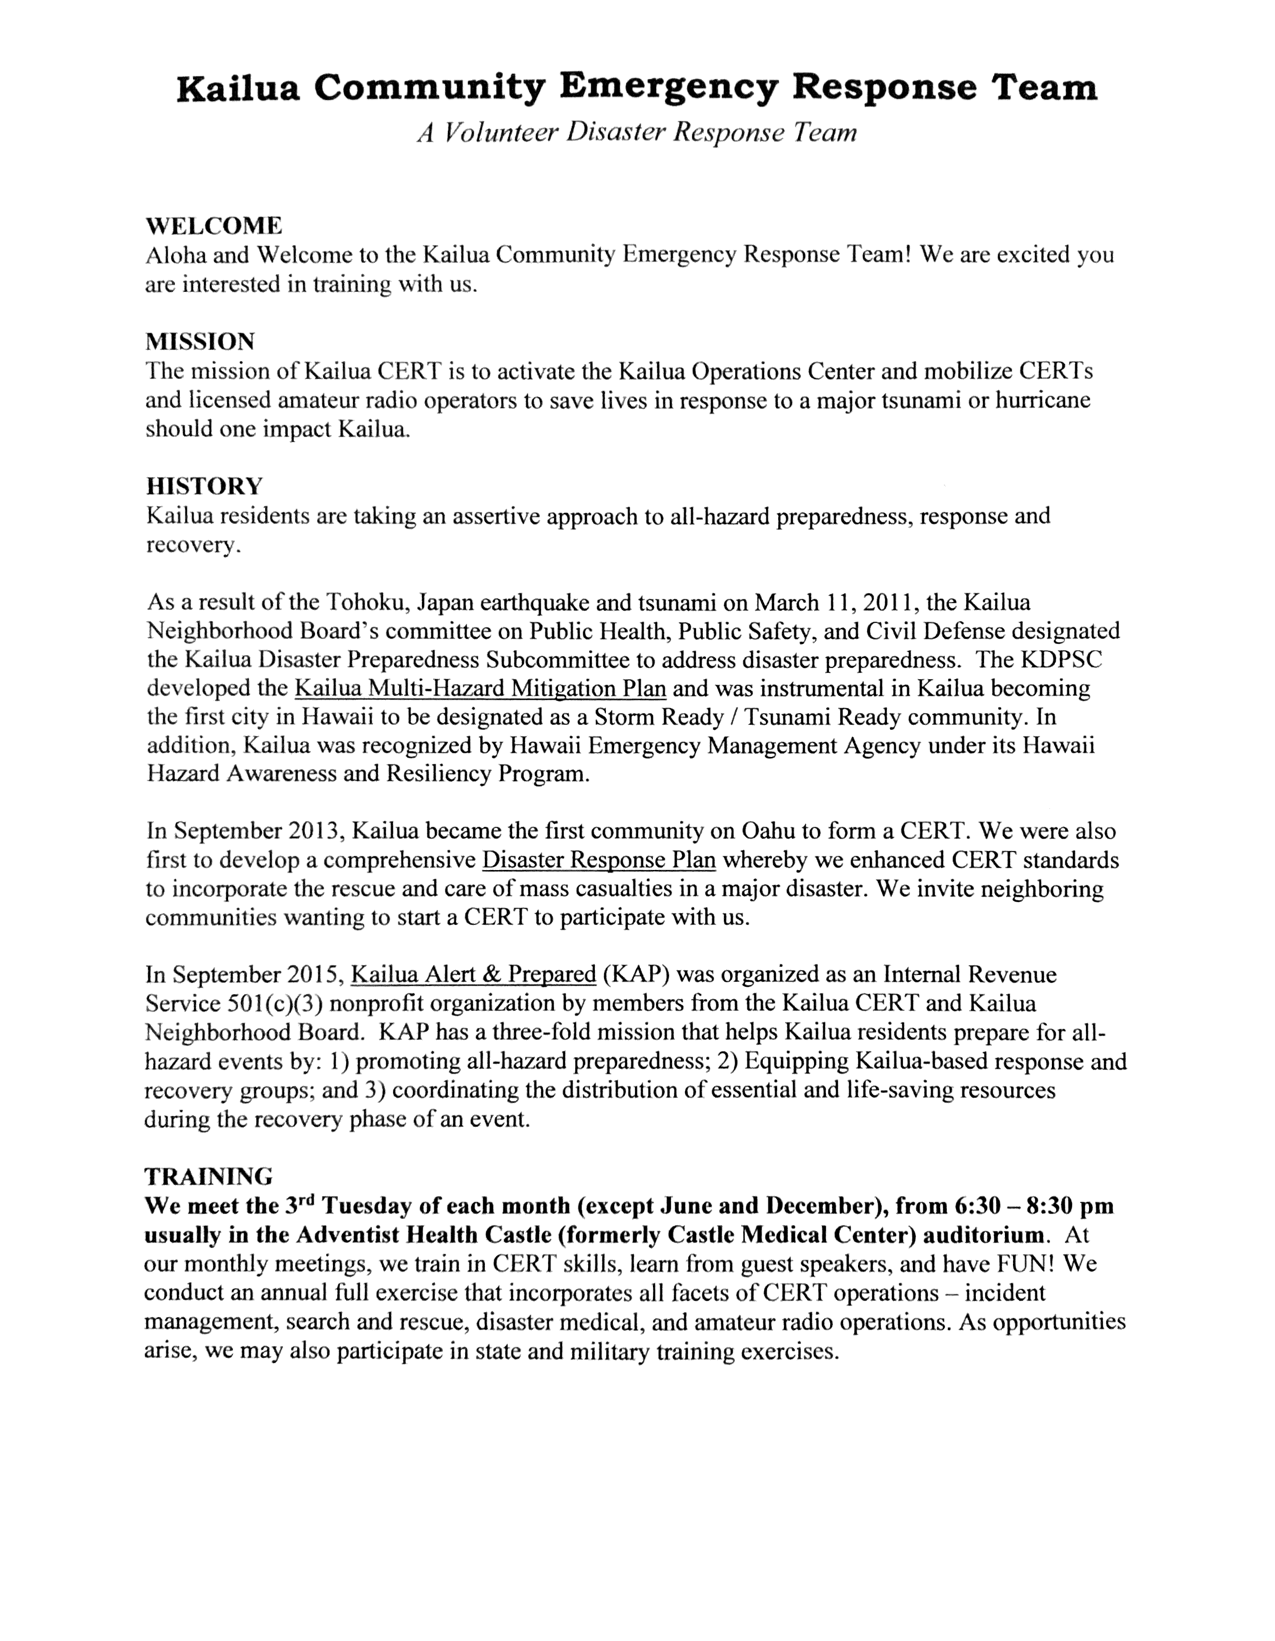 Kailua Community Emergency Response Team
A Volunteer Disaster Response Team
WELCOME
Aloha and Welcome to the Kailua Community Emergency Response Team! We are excited you
are interested in training with us.
MISSION
The mission of Kailua CERT is to activate the Kailua Operations Center and mobilize CERTs
and licensed amateur radio operators to save lives in response to a major tsunami or hurricane
should one impact Kailua.
HISTORY
Kailua residents are taking an assertive approach to all-hazard preparedness, response and
recovery.
As a result of the Tohoku, Japan earthquake and tsunami on March 11, 2011, the Kailua
Neighborhood Board's committee on Public Health, Public Safety, and Civil Defense designated
the Kailua Disaster Preparedness Subcommittee to address disaster preparedness.  The KDPSC
developed the Kailua Multi-Hazard Mitigation Plan and was instrumental in Kailua becoming
the first city in Hawaii to be designated as a Storm Ready / Tsunami Ready community. In
addition, Kailua was recognized by Hawaii Emergency Management Agency under its Hawaii
Hazard Awareness and Resiliency Program.
In September 2013, Kailua became the first community on Oahu to form a CERT. We were also
first to develop a comprehensive Disaster Response Plan whereby we enhanced CERT standards
to incorporate the rescue and care of mass casualties in a major disaster. We invite neighboring
communities wanting to start a CERT to participate with us.
In September 2015, Kailua Alert & Prepared (KAP) was organized as an Internal Revenue
Service 501(c)(3) nonprofit organization by members from the Kailua CERT and Kailua
Neighborhood Board.  KAP has a three-fold mission that helps Kailua residents prepare for all-
hazard events by: 1) promoting all-hazard preparedness; 2) Equipping Kailua-based response and
recovery groups; and 3) coordinating the distribution of essential and life-saving resources
during the recovery phase of an event.
TRAINING
We meet the 3rd Tuesday of each month (except June and December), from 6:30 – 8:30 pm
usually in the Adventist Health Castle (formerly Castle Medical Center) auditorium.  At
our monthly meetings, we train in CERT skills, learn from guest speakers, and have FUN! We
conduct an annual full exercise that incorporates all facets of CERT operations – incident
management, search and rescue, disaster medical, and amateur radio operations. As opportunities
arise, we may also participate in state and military training exercises.